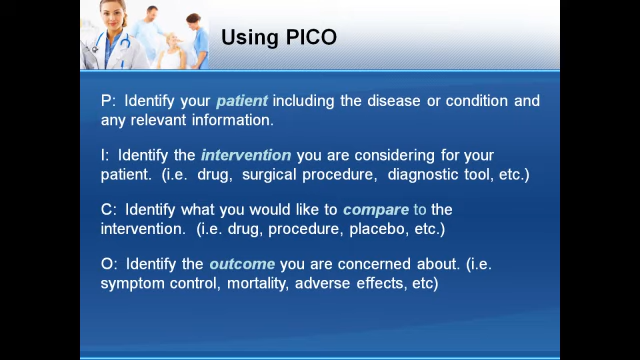 Using PICO
P: Identify your patient including the disease or condition and
any relevant information.
I: Identify the intervention you are considering for your
patient. (i.e. drug, surgical procedure, diagnostic tool, etc.)
C: Identify what you would like to compare to the
intervention. (i.e. drug, procedure, placebo, etc.)
O: Identify the outcome you are concerned about. (i.e.
symptom control, mortality, adverse effects, etc)